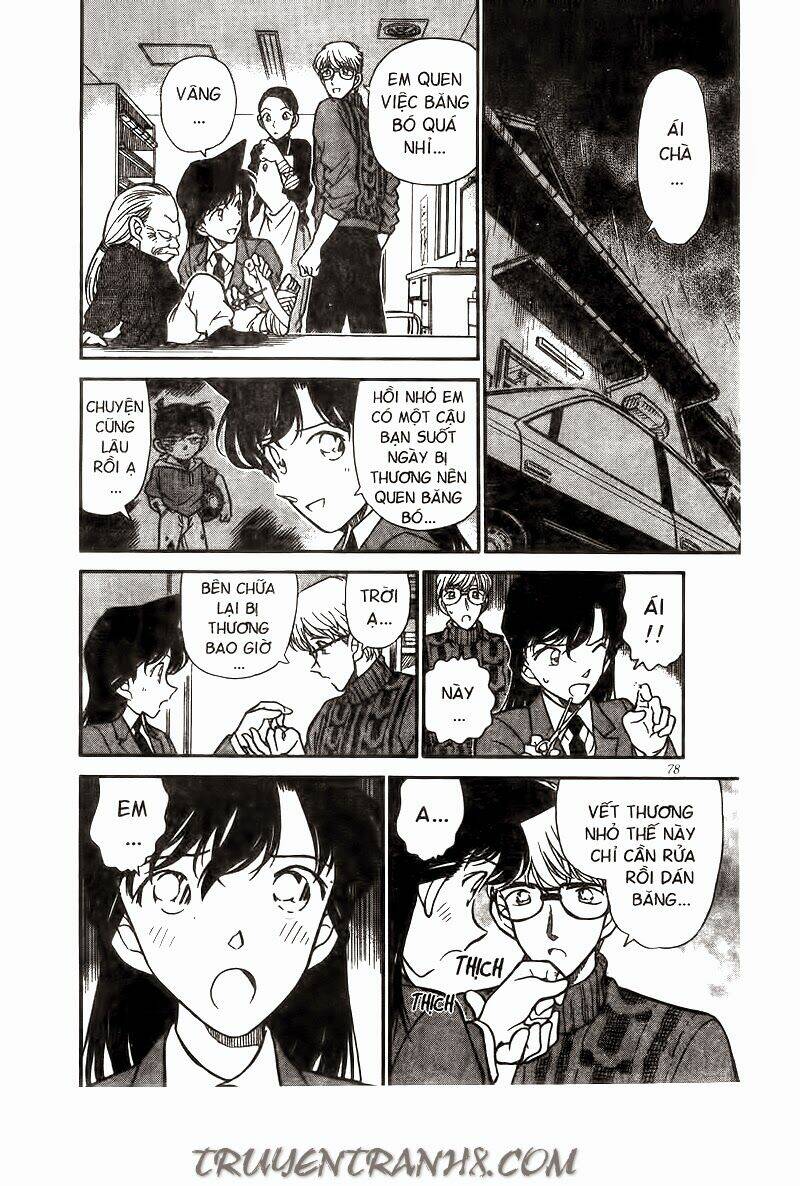 ÁI
CHÀ
...
EM QUEN
VIỆC BĂNG
BÓ QUÁ
NHỈ...
VÂNG
...
HỒI NHỎ EM
CÓ MỘT CẬU
BẠN SUỐT
NGÀY BỊ
THƯƠNG NÊN
QUEN BĂNG
BÓ...
CHUYỆN
CŨNG
LÂU
RỒI Ạ
...
ÁI
!!
NÀY
...
TRỜI
Ạ...
BÊN CHỮA
LẠI BỊ
THƯƠNG
BAO GIỜ
...
78
VẾT THƯƠNG
NHỎ THẾ NÀY
CHỈ CẦN RỬA
RỒI DÁN
BĂNG...
A...
THỊCH
THỊCH
EM
...
TRUYENTRANH8.COM